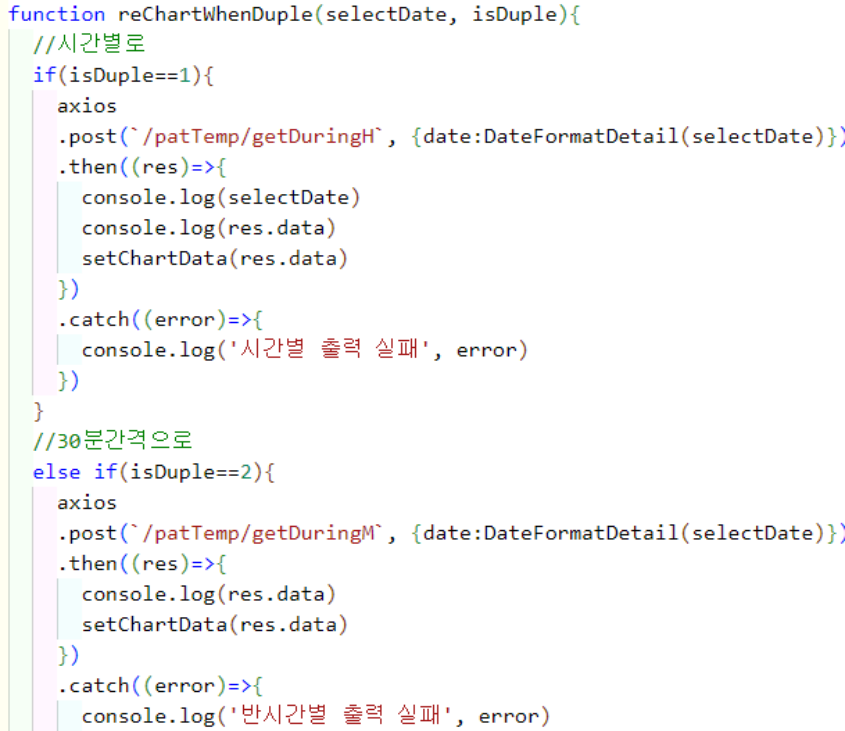 function reChartWhenDuple(selectDate, isDuple){
//시간별로
if(isDuple==1){
axios
.post(`/patTemp/getDuringH`, {date:DateFormatDetail(selectDate)})
.then((res)=>{
console.log(selectDate)
console.log(res.data)
setChartData(res.data)
})
.catch((error)=>{
console.log('시간별 출력 실패', error)
})
}
//30분간격으로
else if(isDuple==2){
axios
.post(`/patTemp/getDuringM`, {date:DateFormatDetail(selectDate)})
.then((res)=>{
console.log(res.data)
setChartData(res.data)
})
.catch((error)=>{
console.log('반시간별 출력 실패', error)